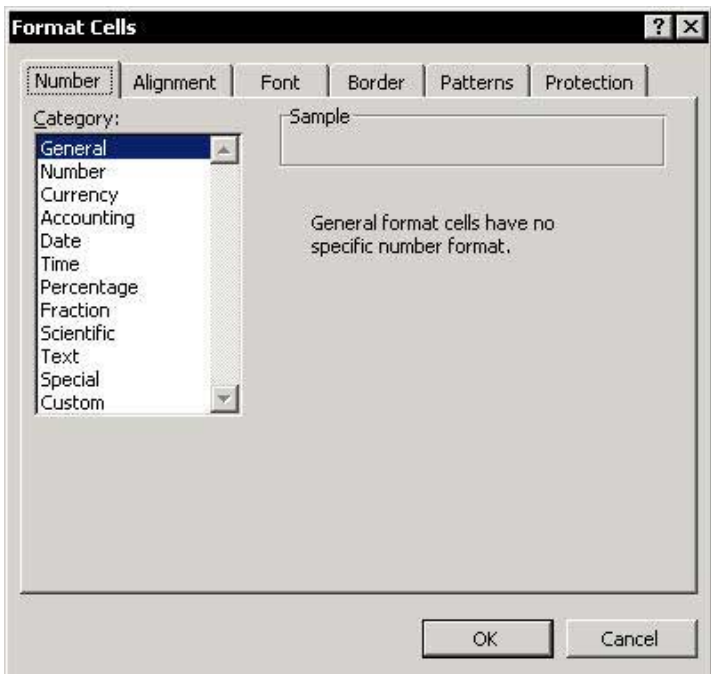 Format Cells
? X
Number Alignment Font Border Patterns Protection
Category:
General
Number
Currency
Accounting
Date
Time
Percentage
Fraction
Scientific
Text
Special
Custom
Sample
General format cells have no
specific number format.
OK Cancel